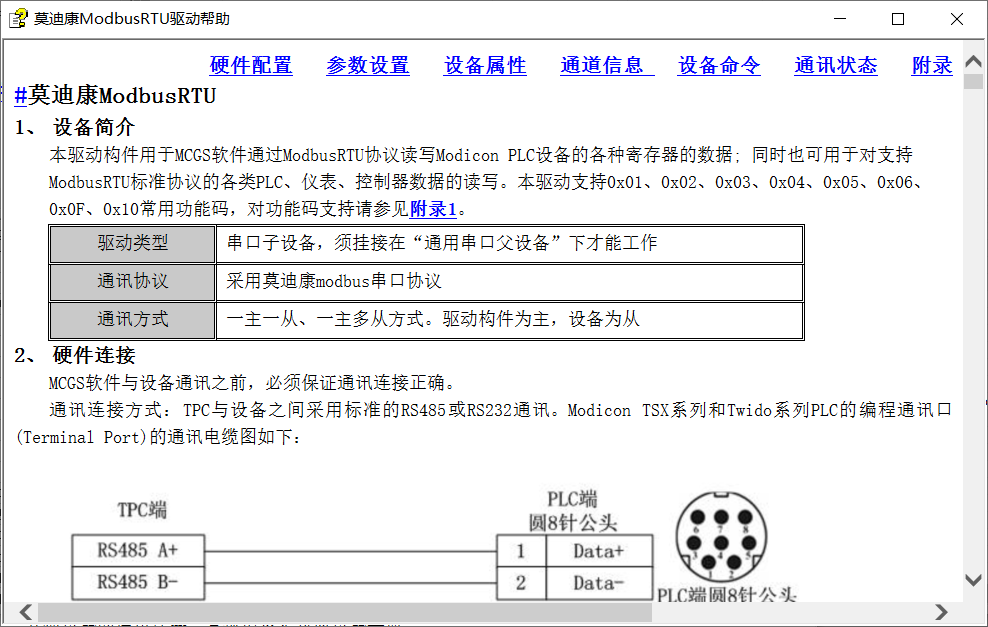 莫迪康ModbusRTU驱动帮助
硬件配置 参数设置 设备属性 通道信息 设备命令 通讯状态 附录
#莫迪康ModbusRTU
1、 设备简介
本驱动构件用于MCGS软件通过ModbusRTU协议读写Modicon PLC设备的各种寄存器的数据；同时也可用于对支持
ModbusRTU标准协议的各类PLC、仪表、控制器数据的读写。本驱动支持0x01、0x02、0x03、0x04、0x05、0x06、
0x0F、0x10常用功能码，对功能码支持请参见附录1。
驱动类型 串口子设备，须挂接在“通用串口父设备”下才能工作
通讯协议 采用莫迪康modbus串口协议
通讯方式 一主一从、一主多从方式。驱动构件为主，设备为从
2、 硬件连接
MCGS软件与设备通讯之前，必须保证通讯连接正确。
通讯连接方式：TPC与设备之间采用标准的RS485或RS232通讯。Modicon TSX系列和Twido系列PLC的编程通讯口
(Terminal Port)的通讯电缆图如下：
TPC端
PLC端
圆8针公头
RS485 A+ 1 Data+
RS485 B- 2 Data-
6 7 8
3 4 5
1 2
PLC端圆8针公头